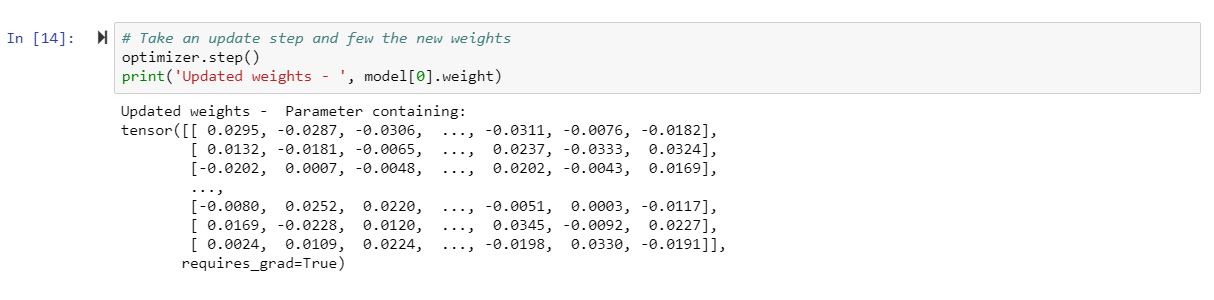 In [14]:
# Take an update step and few the new weights
optimizer.step()
print('Updated weights - ', model[0].weight)
Updated weights -  Parameter containing:
tensor([[ 0.0295, -0.0287, -0.0306,  ..., -0.0311, -0.0076, -0.0182],
        [ 0.0132, -0.0181, -0.0065,  ...,  0.0237, -0.0333,  0.0324],
        [-0.0202,  0.0007, -0.0048,  ...,  0.0202, -0.0043,  0.0169],
        ...,
        [-0.0080,  0.0252,  0.0220,  ..., -0.0051,  0.0003, -0.0117],
        [ 0.0169, -0.0228,  0.0120,  ...,  0.0345, -0.0092,  0.0227],
        [ 0.0024,  0.0109,  0.0224,  ..., -0.0198,  0.0330, -0.0191]],
       requires_grad=True)